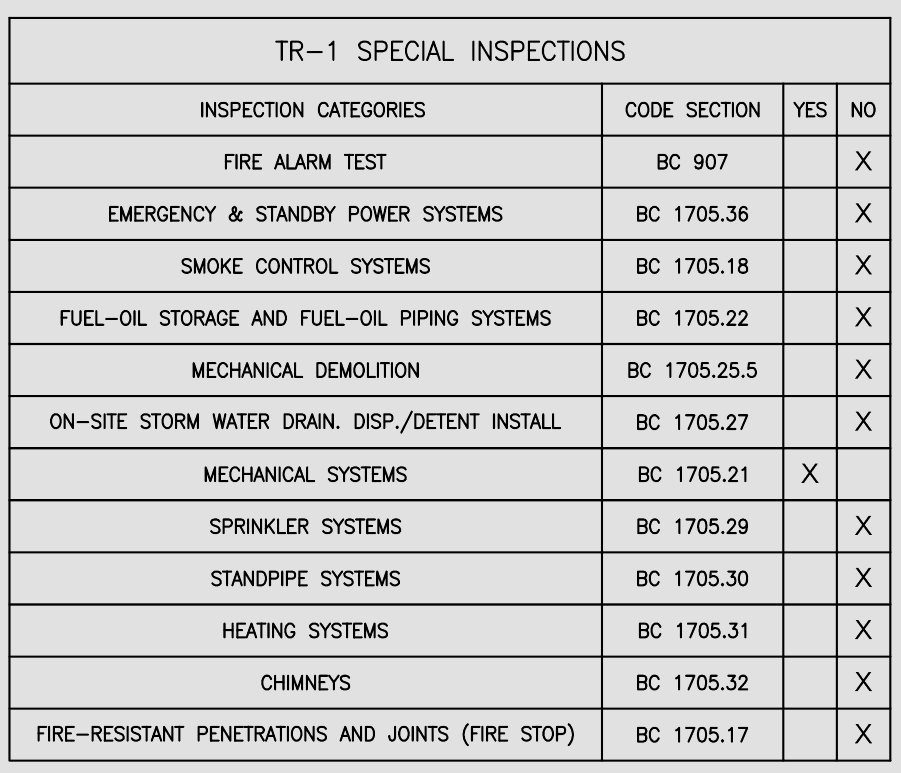 TR-1 SPECIAL INSPECTIONS
INSPECTION CATEGORIES CODE SECTION YES NO
FIRE ALARM TEST BC 907 X
EMERGENCY & STANDBY POWER SYSTEMS BC 1705.36 X
SMOKE CONTROL SYSTEMS BC 1705.18 X
FUEL-OIL STORAGE AND FUEL-OIL PIPING SYSTEMS BC 1705.22 X
MECHANICAL DEMOLITION BC 1705.25.5 X
ON-SITE STORM WATER DRAIN. DISP./DETENT INSTALL BC 1705.27 X
MECHANICAL SYSTEMS BC 1705.21 X
SPRINKLER SYSTEMS BC 1705.29 X
STANDPIPE SYSTEMS BC 1705.30 X
HEATING SYSTEMS BC 1705.31 X
CHIMNEYS BC 1705.32 X
FIRE-RESISTANT PENETRATIONS AND JOINTS (FIRE STOP) BC 1705.17 X